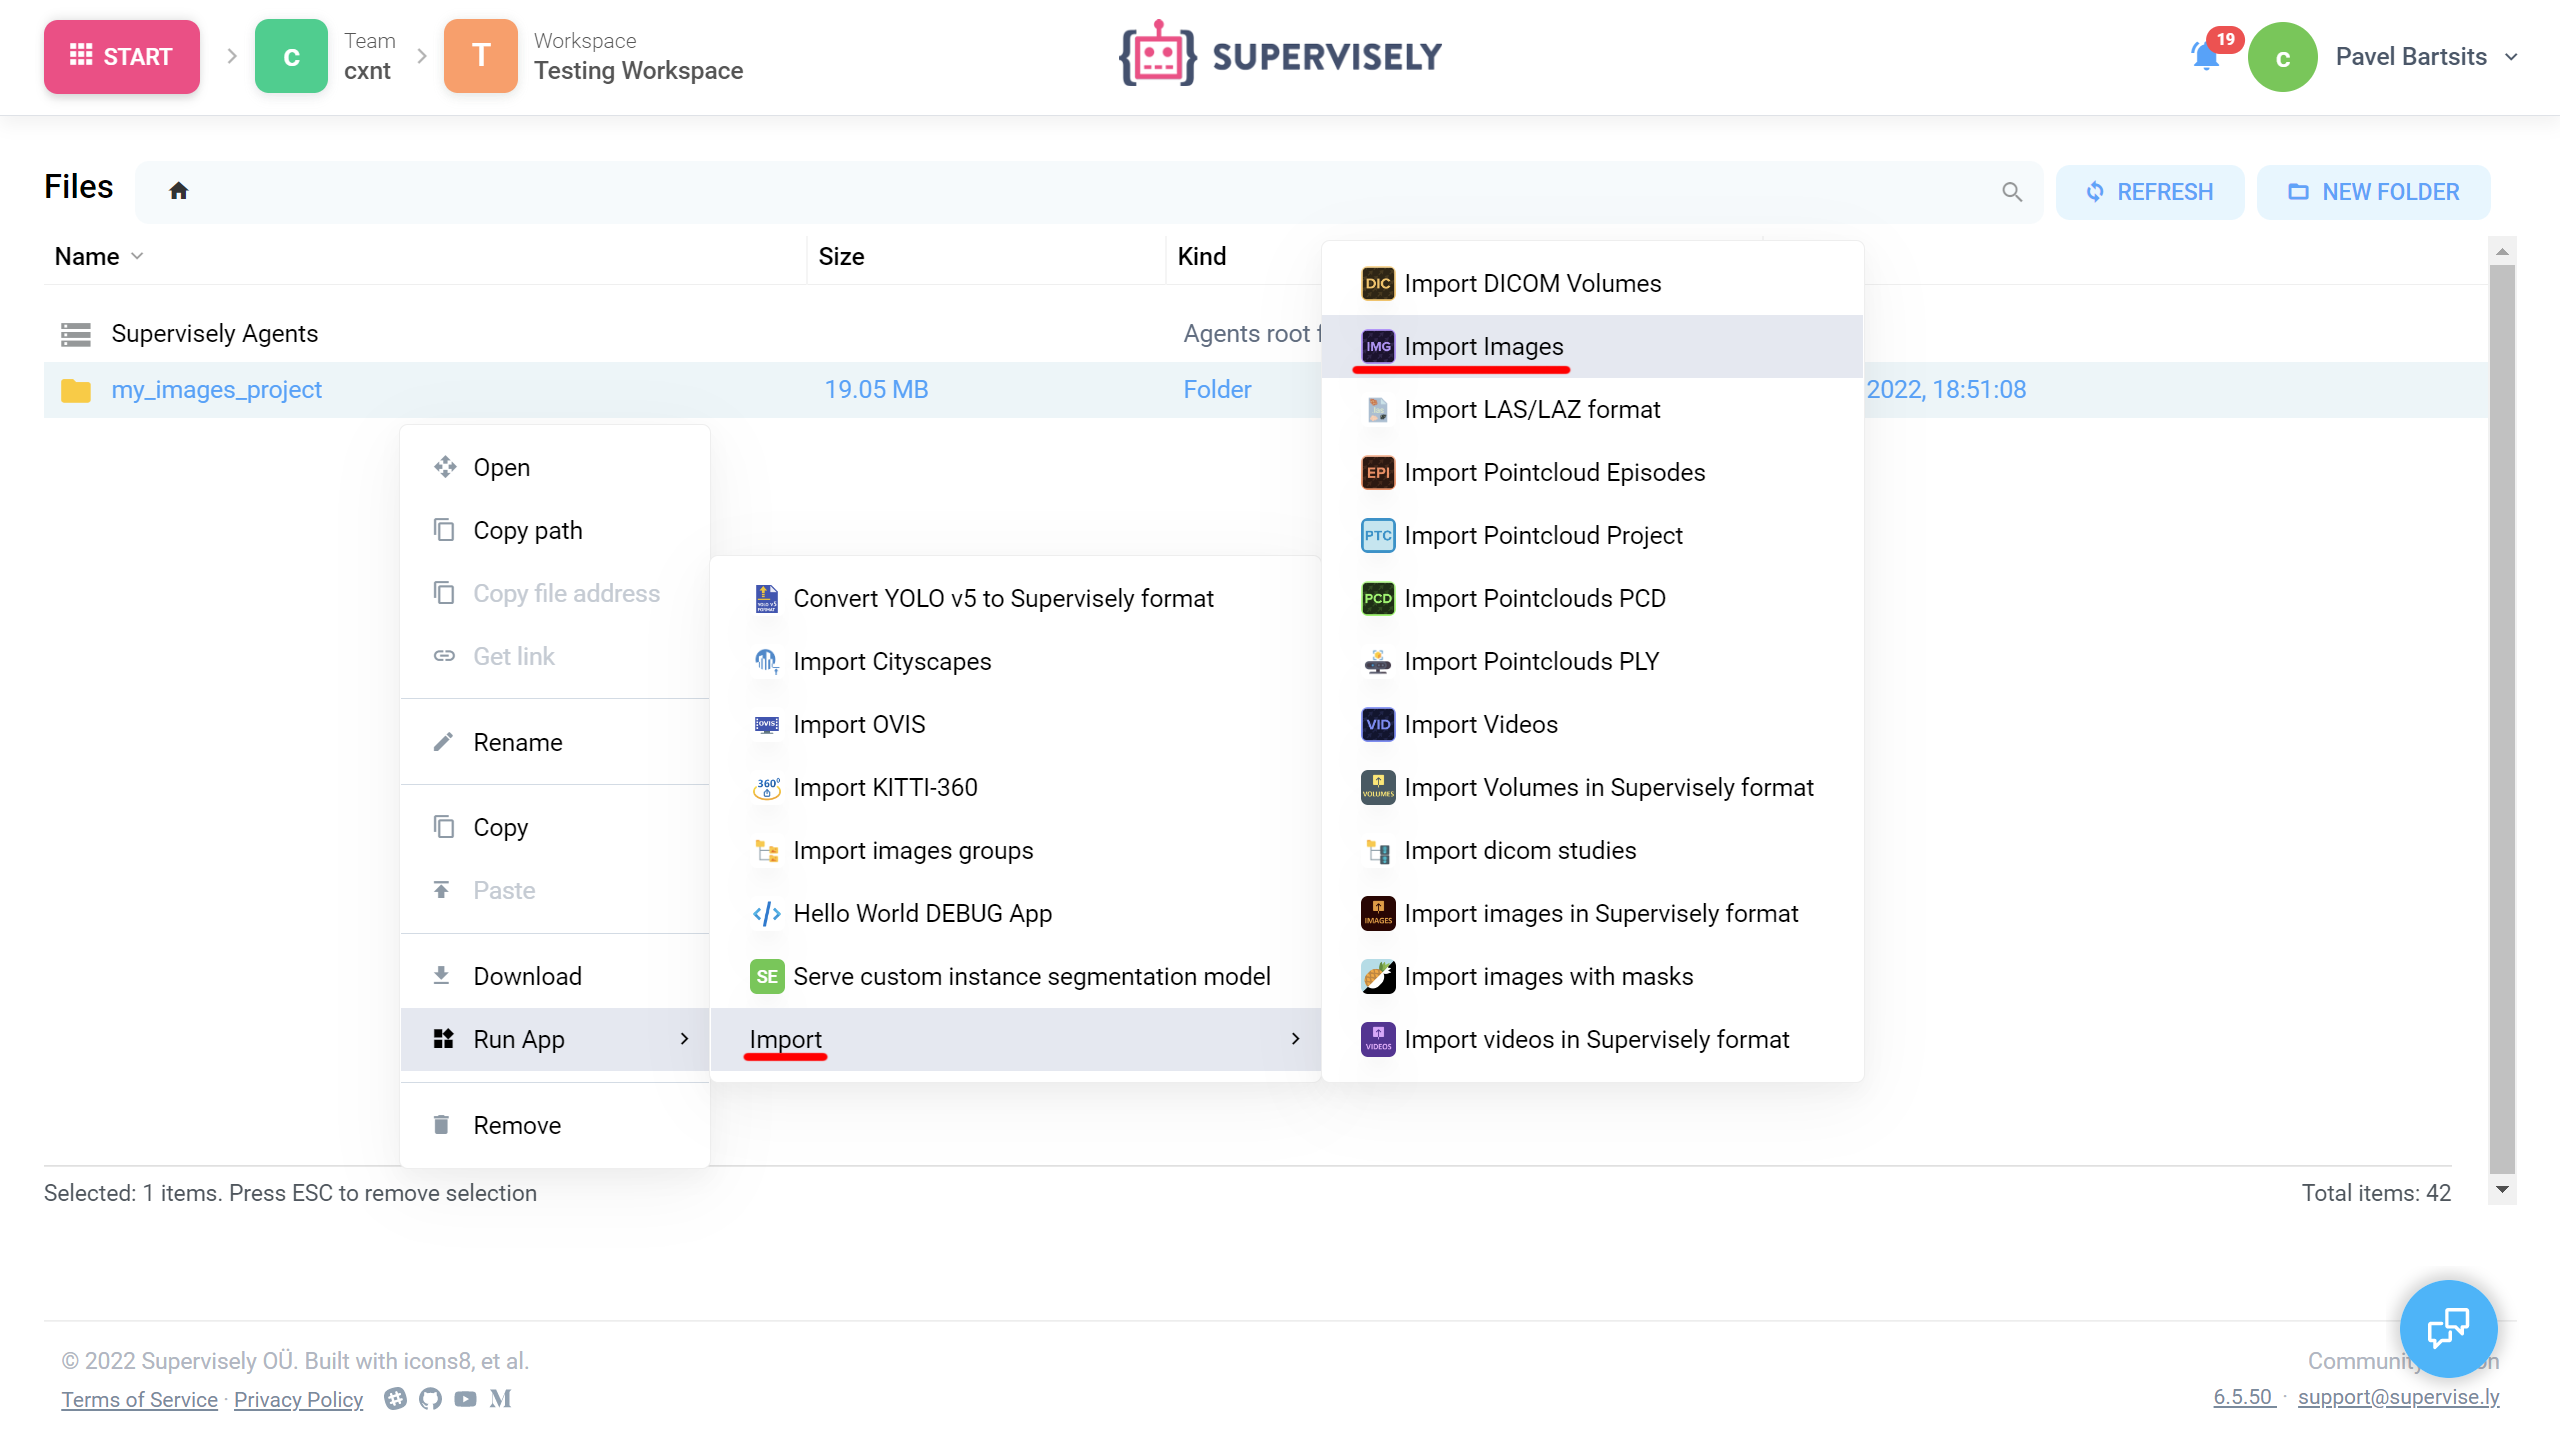 START
c
Team
cxnt
T
Workspace
Testing Workspace
SUPERVISELY
19
c
Pavel Bartsits
Files
REFRESH
NEW FOLDER
Name
Size
Kind
Supervisely Agents
Agents root
my_images_project
19.05 MB
Folder
2022, 18:51:08
Open
Copy path
Copy file address
Get link
Rename
Copy
Paste
Download
Run App
Remove
YOLO V5 FORMAT
Convert YOLO v5 to Supervisely format
Import Cityscapes
OVIS
Import OVIS
360°
Import KITTI-360
Import images groups
</>
Hello World DEBUG App
SE
Serve custom instance segmentation model
Import
DIC
Import DICOM Volumes
IMG
Import Images
Import LAS/LAZ format
EPI
Import Pointcloud Episodes
PTC
Import Pointcloud Project
PCD
Import Pointclouds PCD
Import Pointclouds PLY
VID
Import Videos
VOLUMES
Import Volumes in Supervisely format
Import dicom studies
IMAGES
Import images in Supervisely format
Import images with masks
VIDEOS
Import videos in Supervisely format
Selected: 1 items. Press ESC to remove selection
Total items: 42
© 2022 Supervisely OÜ. Built with icons8, et al.
Terms of Service · Privacy Policy
6.5.50 · support@supervise.ly